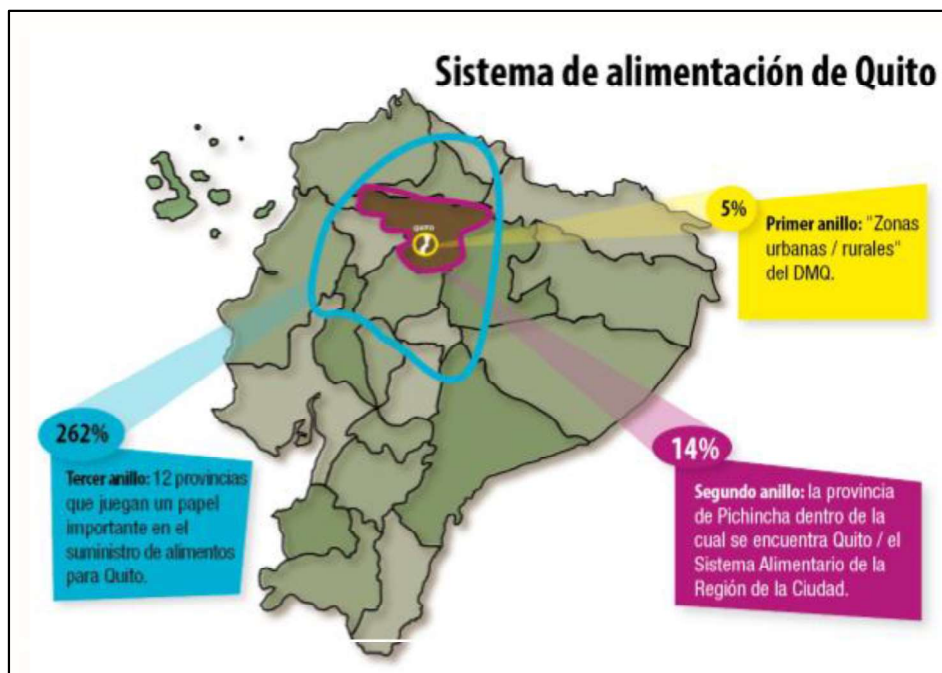 Sistema de alimentación de Quito
QUITO
5%
Primer anillo: "Zonas
urbanas / rurales"
del DMQ.
262%
Tercer anillo: 12 provincias
que juegan un papel
importante en el
suministro de alimentos
para Quito.
14%
Segundo anillo: la provincia
de Pichincha dentro de la
cual se encuentra Quito / el
Sistema Alimentario de la
Región de la Ciudad.